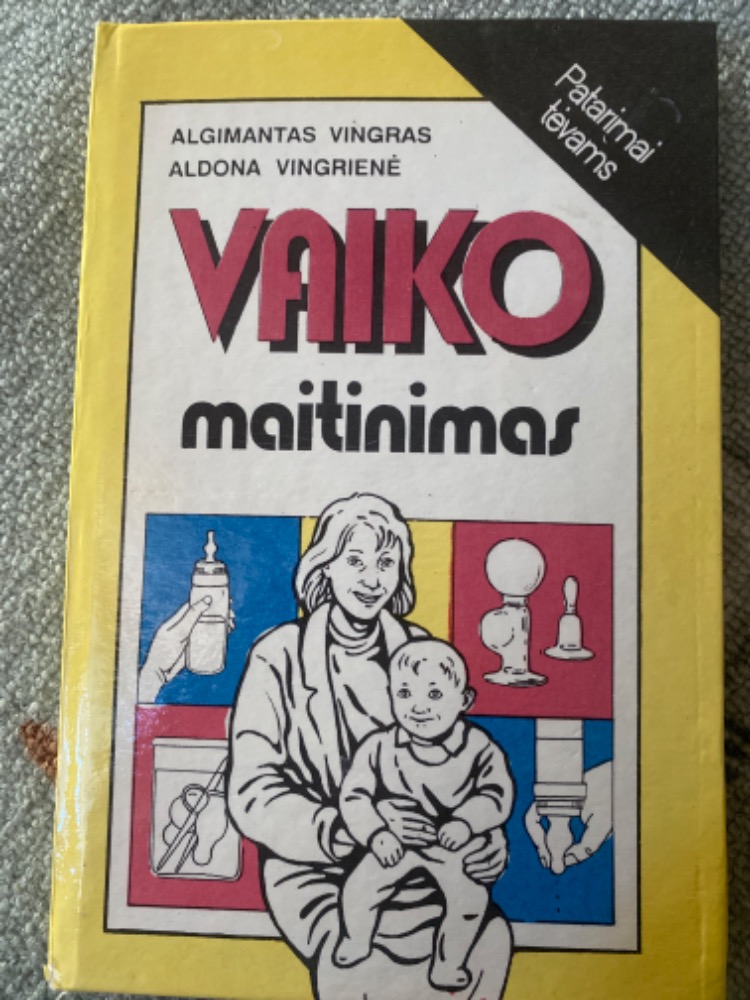 Patarimai
tėvams
ALGIMANTAS VINGRAS
ALDONA VINGRIENĖ
VAIKO
maitinimas